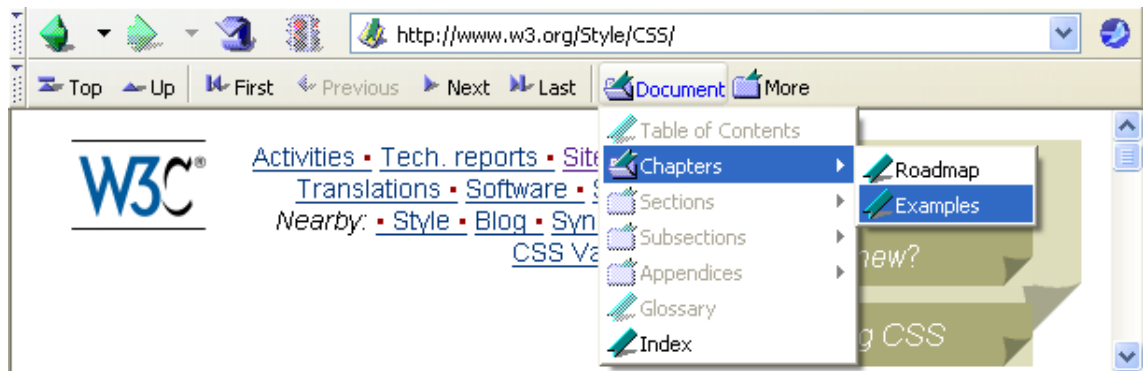 http://www.w3.org/Style/CSS/
Top Up First Previous Next Last Document More
W3C®
Activities ▪ Tech. reports ▪ Site
Translations ▪ Software ▪
Nearby: ▪ Style ▪ Blog ▪ Syn
CSS Va
Table of Contents
Chapters
Sections
Subsections
Appendices
Glossary
Index
Roadmap
Examples
new?
g CSS